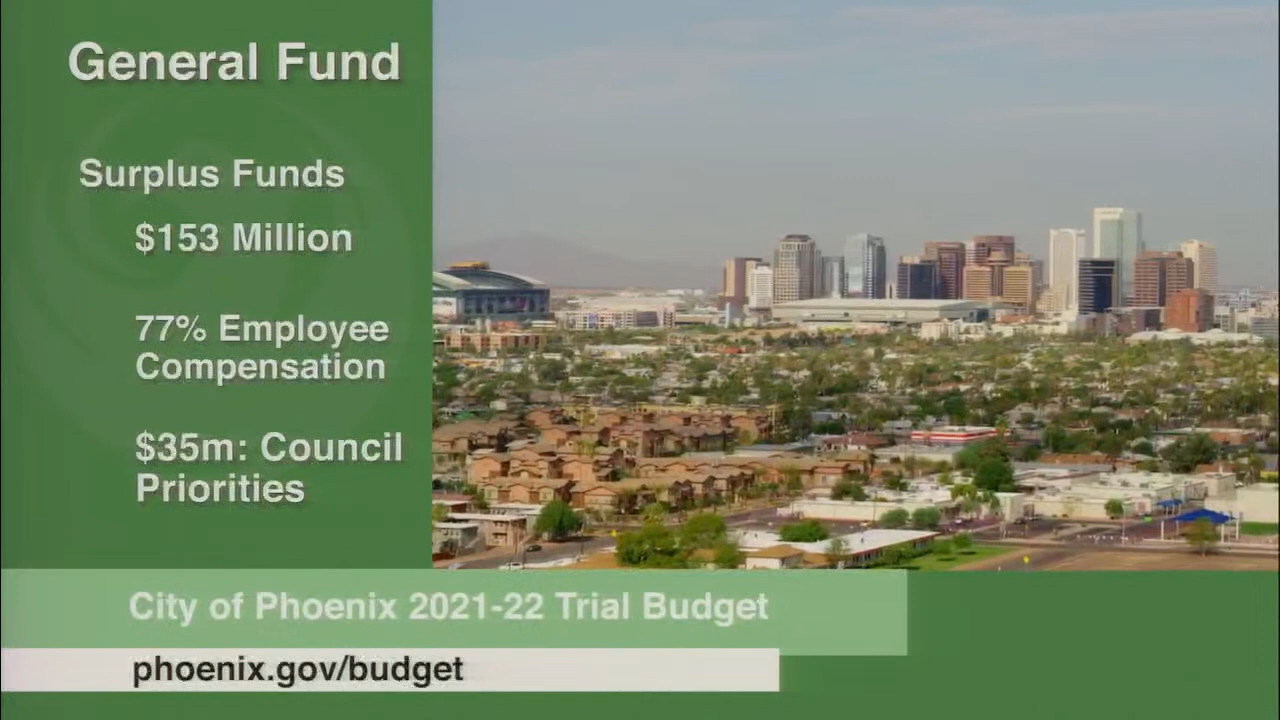 General Fund
Surplus Funds
$153 Million
77% Employee
Compensation
$35m: Council
Priorities
City of Phoenix 2021-22 Trial Budget
phoenix.gov/budget